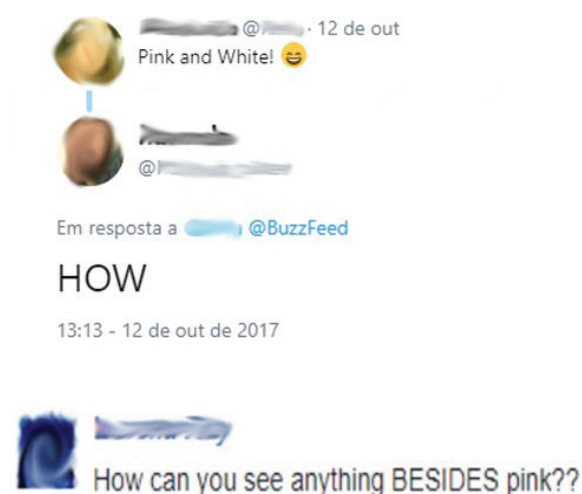 @ · 12 de out
Pink and White! 😄
@
Em resposta a @BuzzFeed
HOW
13:13 - 12 de out de 2017
How can you see anything BESIDES pink??